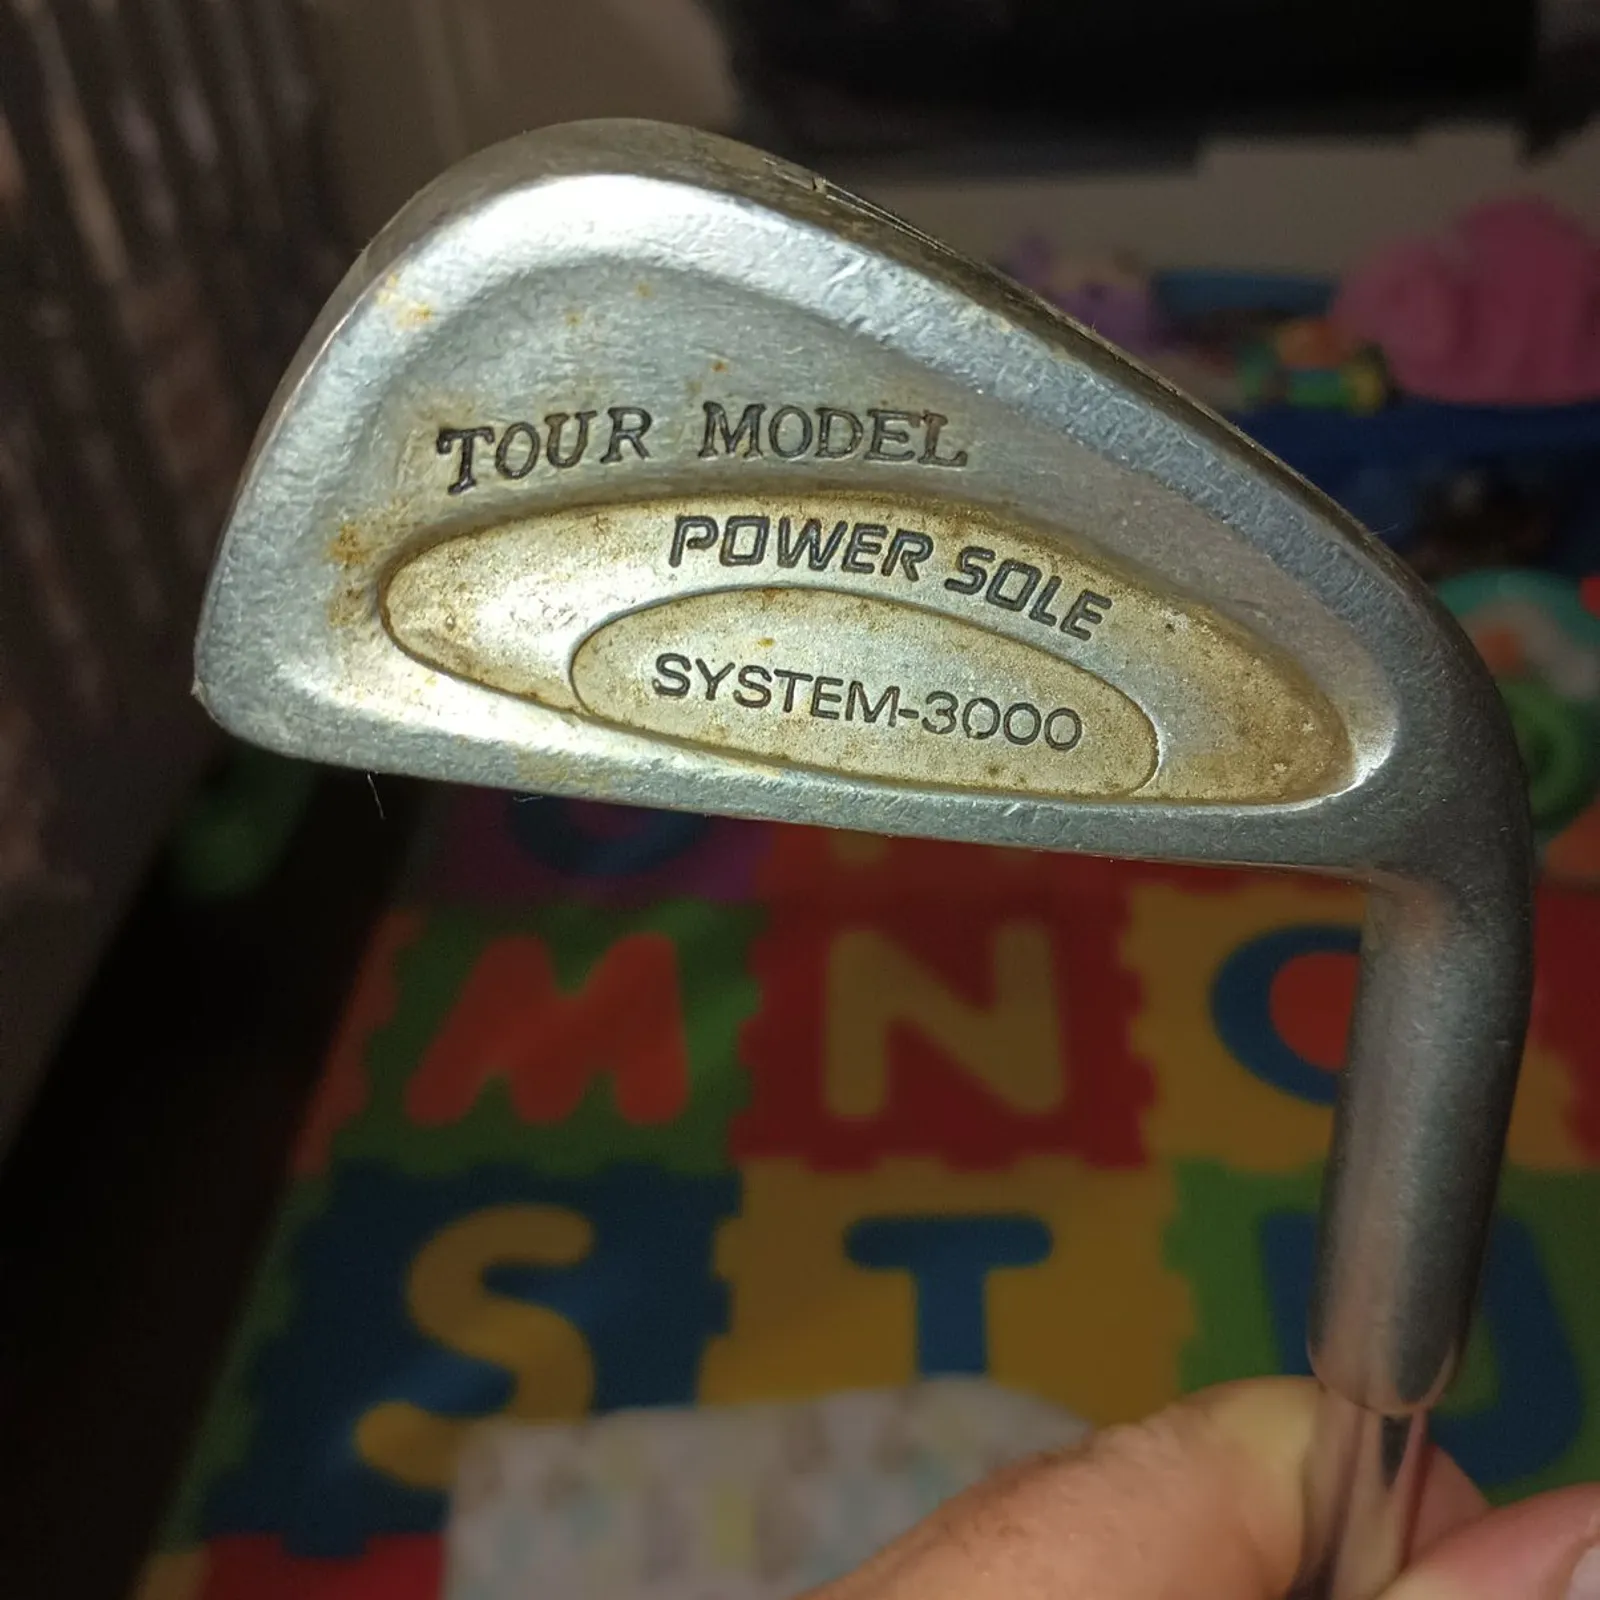 TOUR MODEL
POWER SOLE
SYSTEM-3000
M N O
S T U